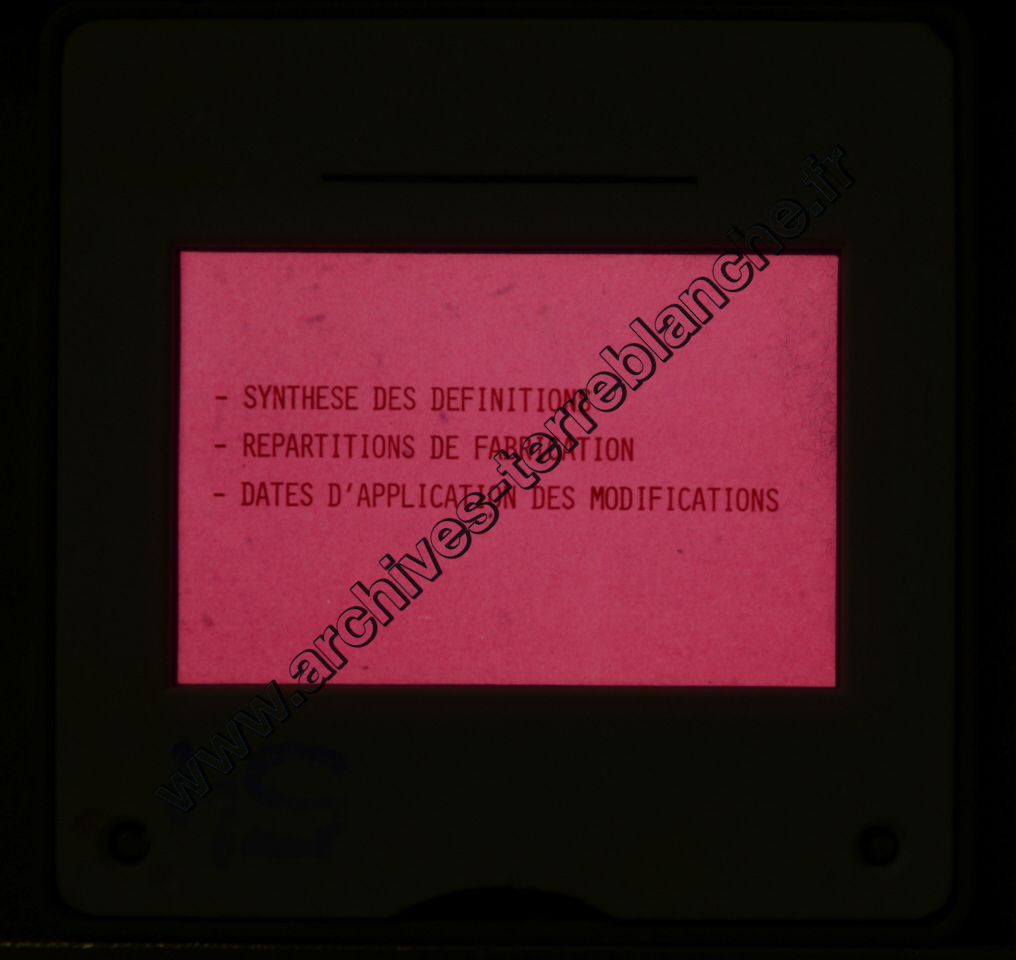 - SYNTHESE DES DEFINITIONS
- REPARTITIONS DE FABRICATION
- DATES D'APPLICATION DES MODIFICATIONS
www.archives-terreblanche.fr